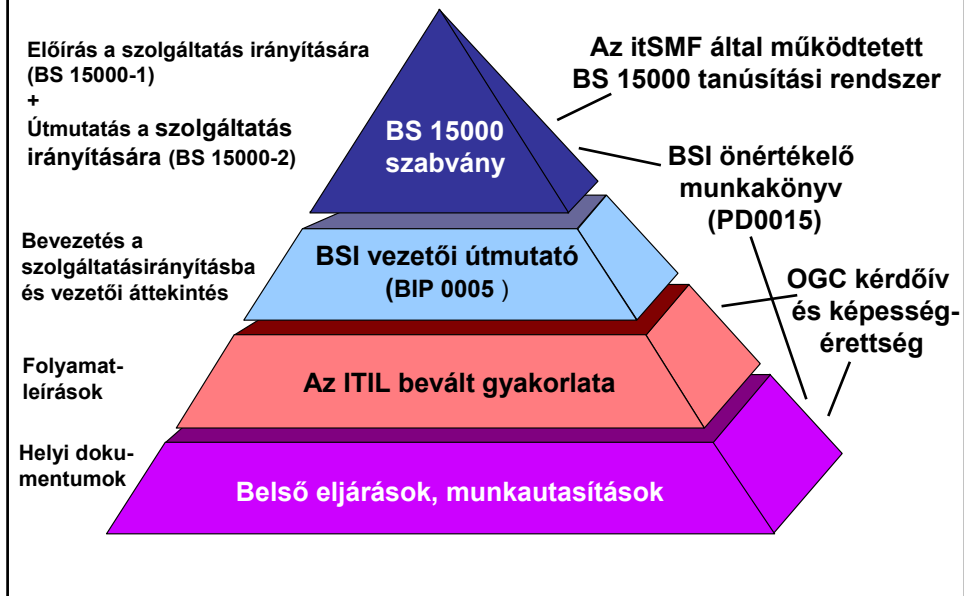 Előírás a szolgáltatás irányítására
(BS 15000-1)
+
Útmutatás a szolgáltatás
irányítására (BS 15000-2)
Az itSMF által működtetett
BS 15000 tanúsítási rendszer
BS 15000
szabvány
BSI önértékelő
munkakönyv
(PD0015)
Bevezetés a
szolgáltatásirányításba
és vezetői áttekintés
BSI vezetői útmutató
(BIP 0005 )
OGC kérdőív
és képesség-
érettség
Folyamat-
leírások
Az ITIL bevált gyakorlata
Helyi doku-
mentumok
Belső eljárások, munkautasítások